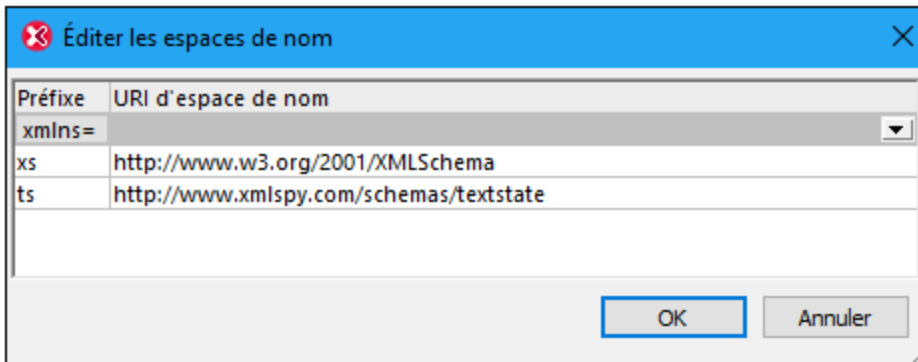 Éditer les espaces de nom
Préfixe URI d'espace de nom
xmlns=
xs http://www.w3.org/2001/XMLSchema
ts http://www.xmlspy.com/schemas/textstate
OK Annuler